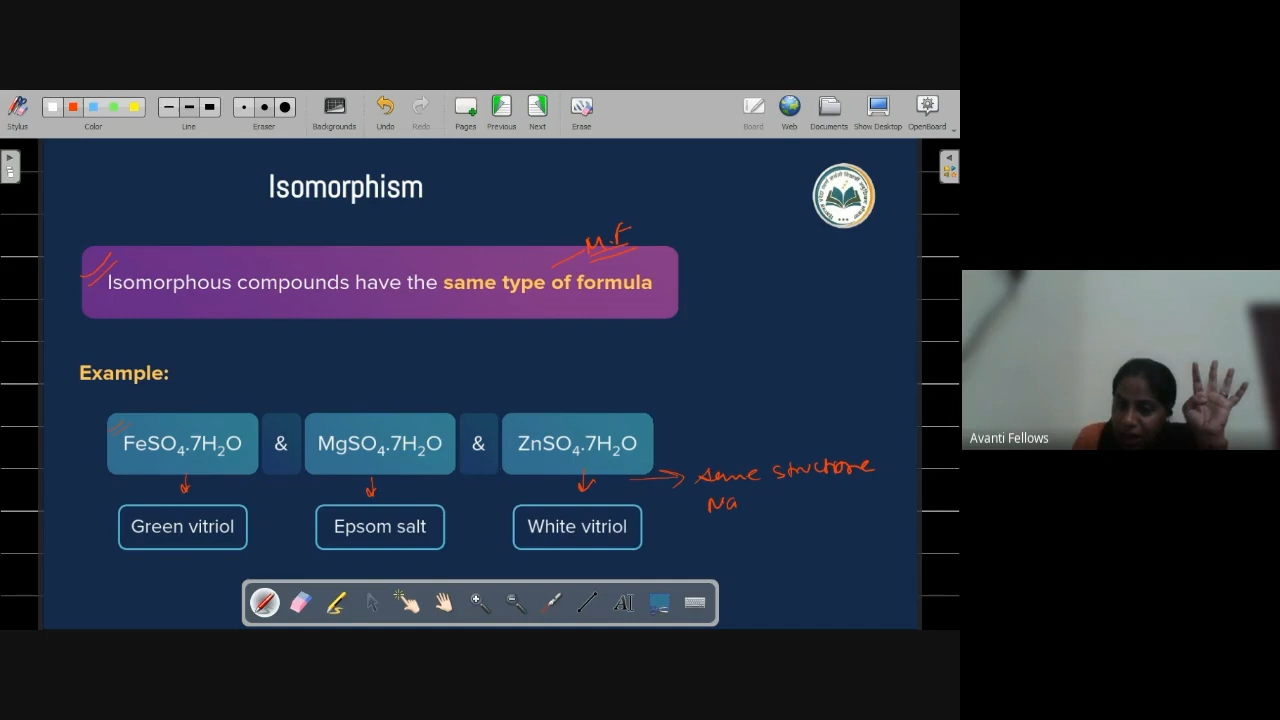 Stylus Color Line Eraser Backgrounds Undo Redo Pages Previous Next Erase Board Web Documents Show Desktop OpenBoard
Isomorphism
M.F
Isomorphous compounds have the same type of formula
Example:
FeSO₄.7H₂O & MgSO₄.7H₂O & ZnSO₄.7H₂O
same structure
Na
Green vitriol Epsom salt White vitriol
Avanti Fellows
AI